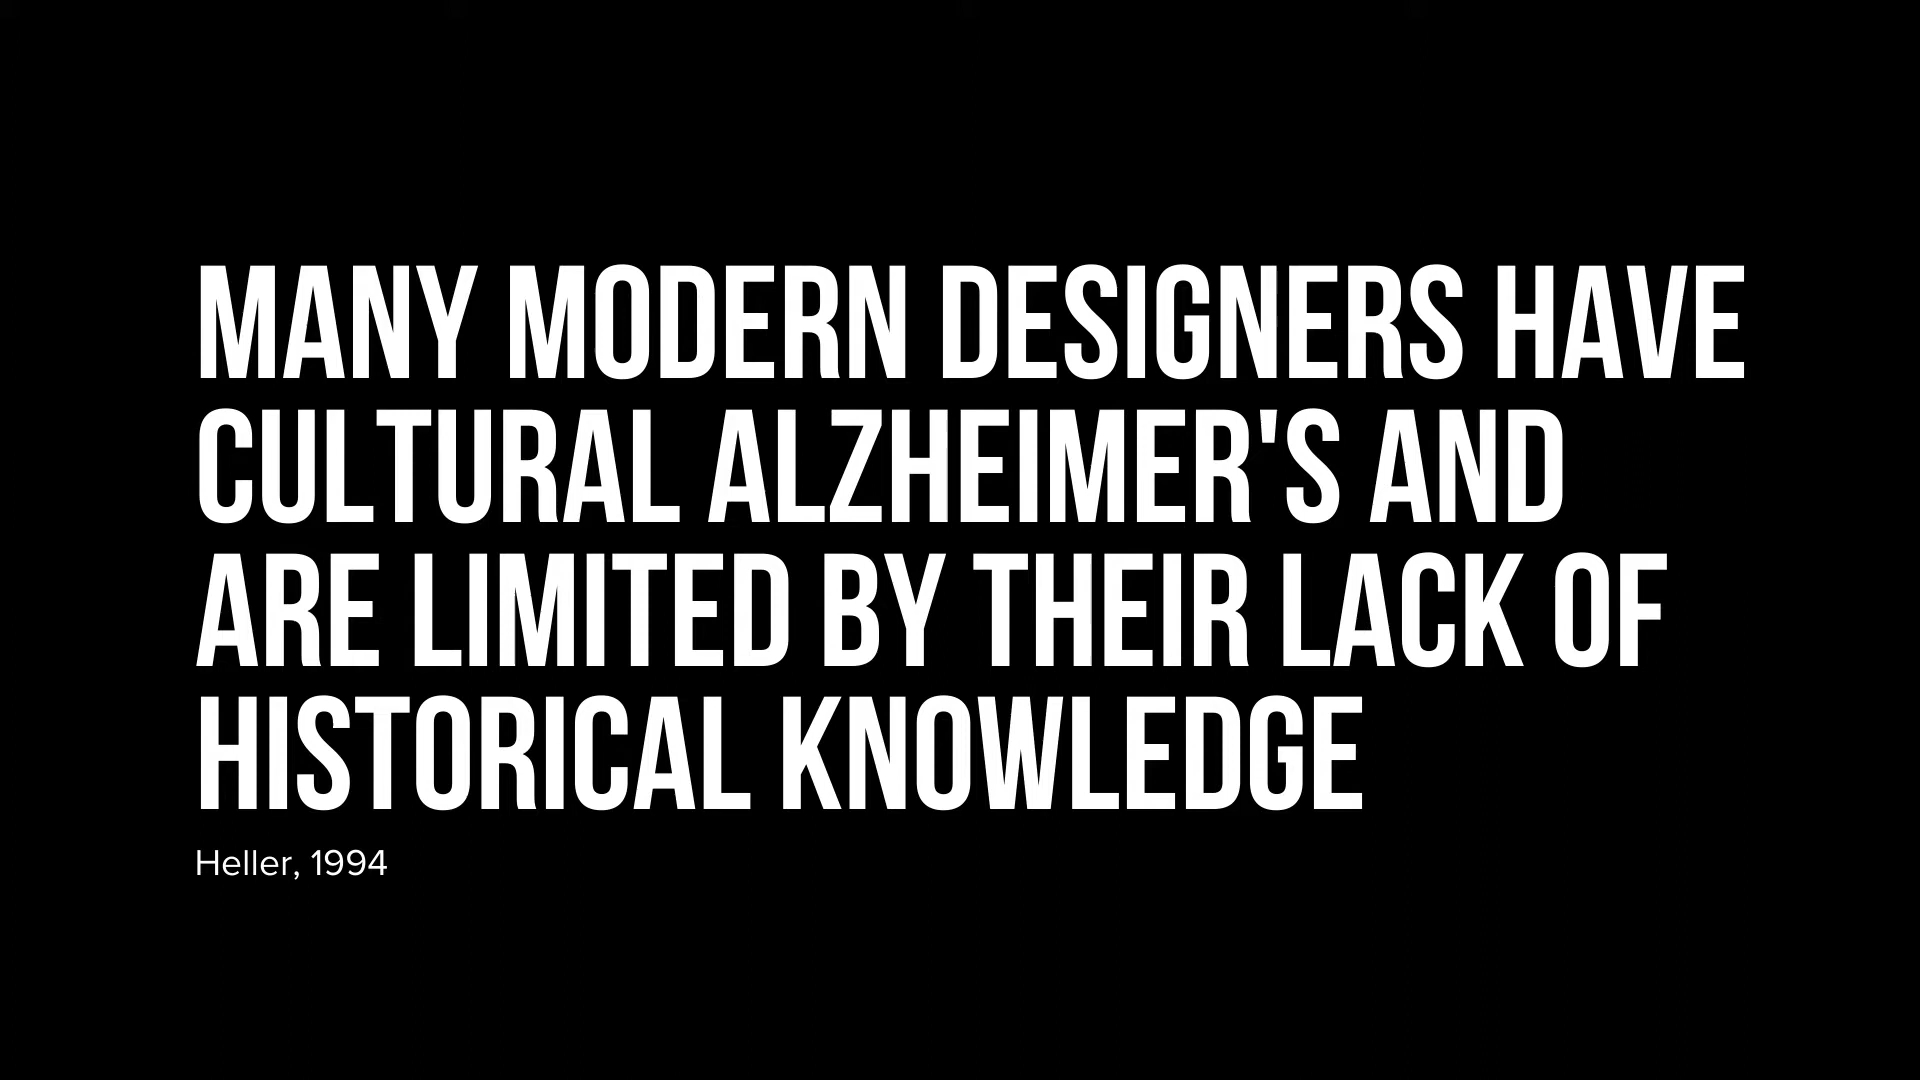 MANY MODERN DESIGNERS HAVE
CULTURAL ALZHEIMER'S AND
ARE LIMITED BY THEIR LACK OF
HISTORICAL KNOWLEDGE
Heller, 1994